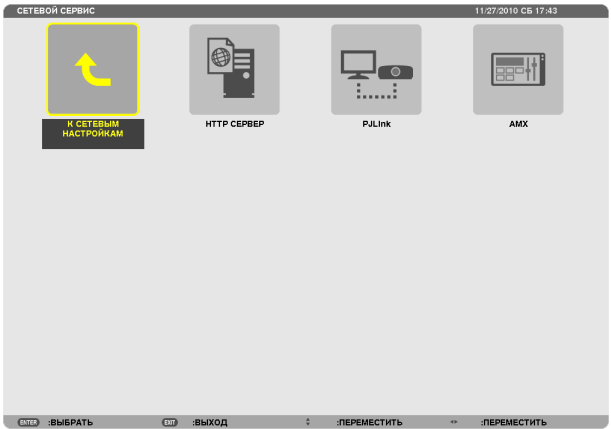 СЕТЕВОЙ СЕРВИС 11/27/2010 СБ 17:43
К СЕТЕВЫМ
НАСТРОЙКАМ
HTTP СЕРВЕР
PJLink
AMX
ENTER :ВЫБРАТЬ EXIT :ВЫХОД :ПЕРЕМЕСТИТЬ :ПЕРЕМЕСТИТЬ